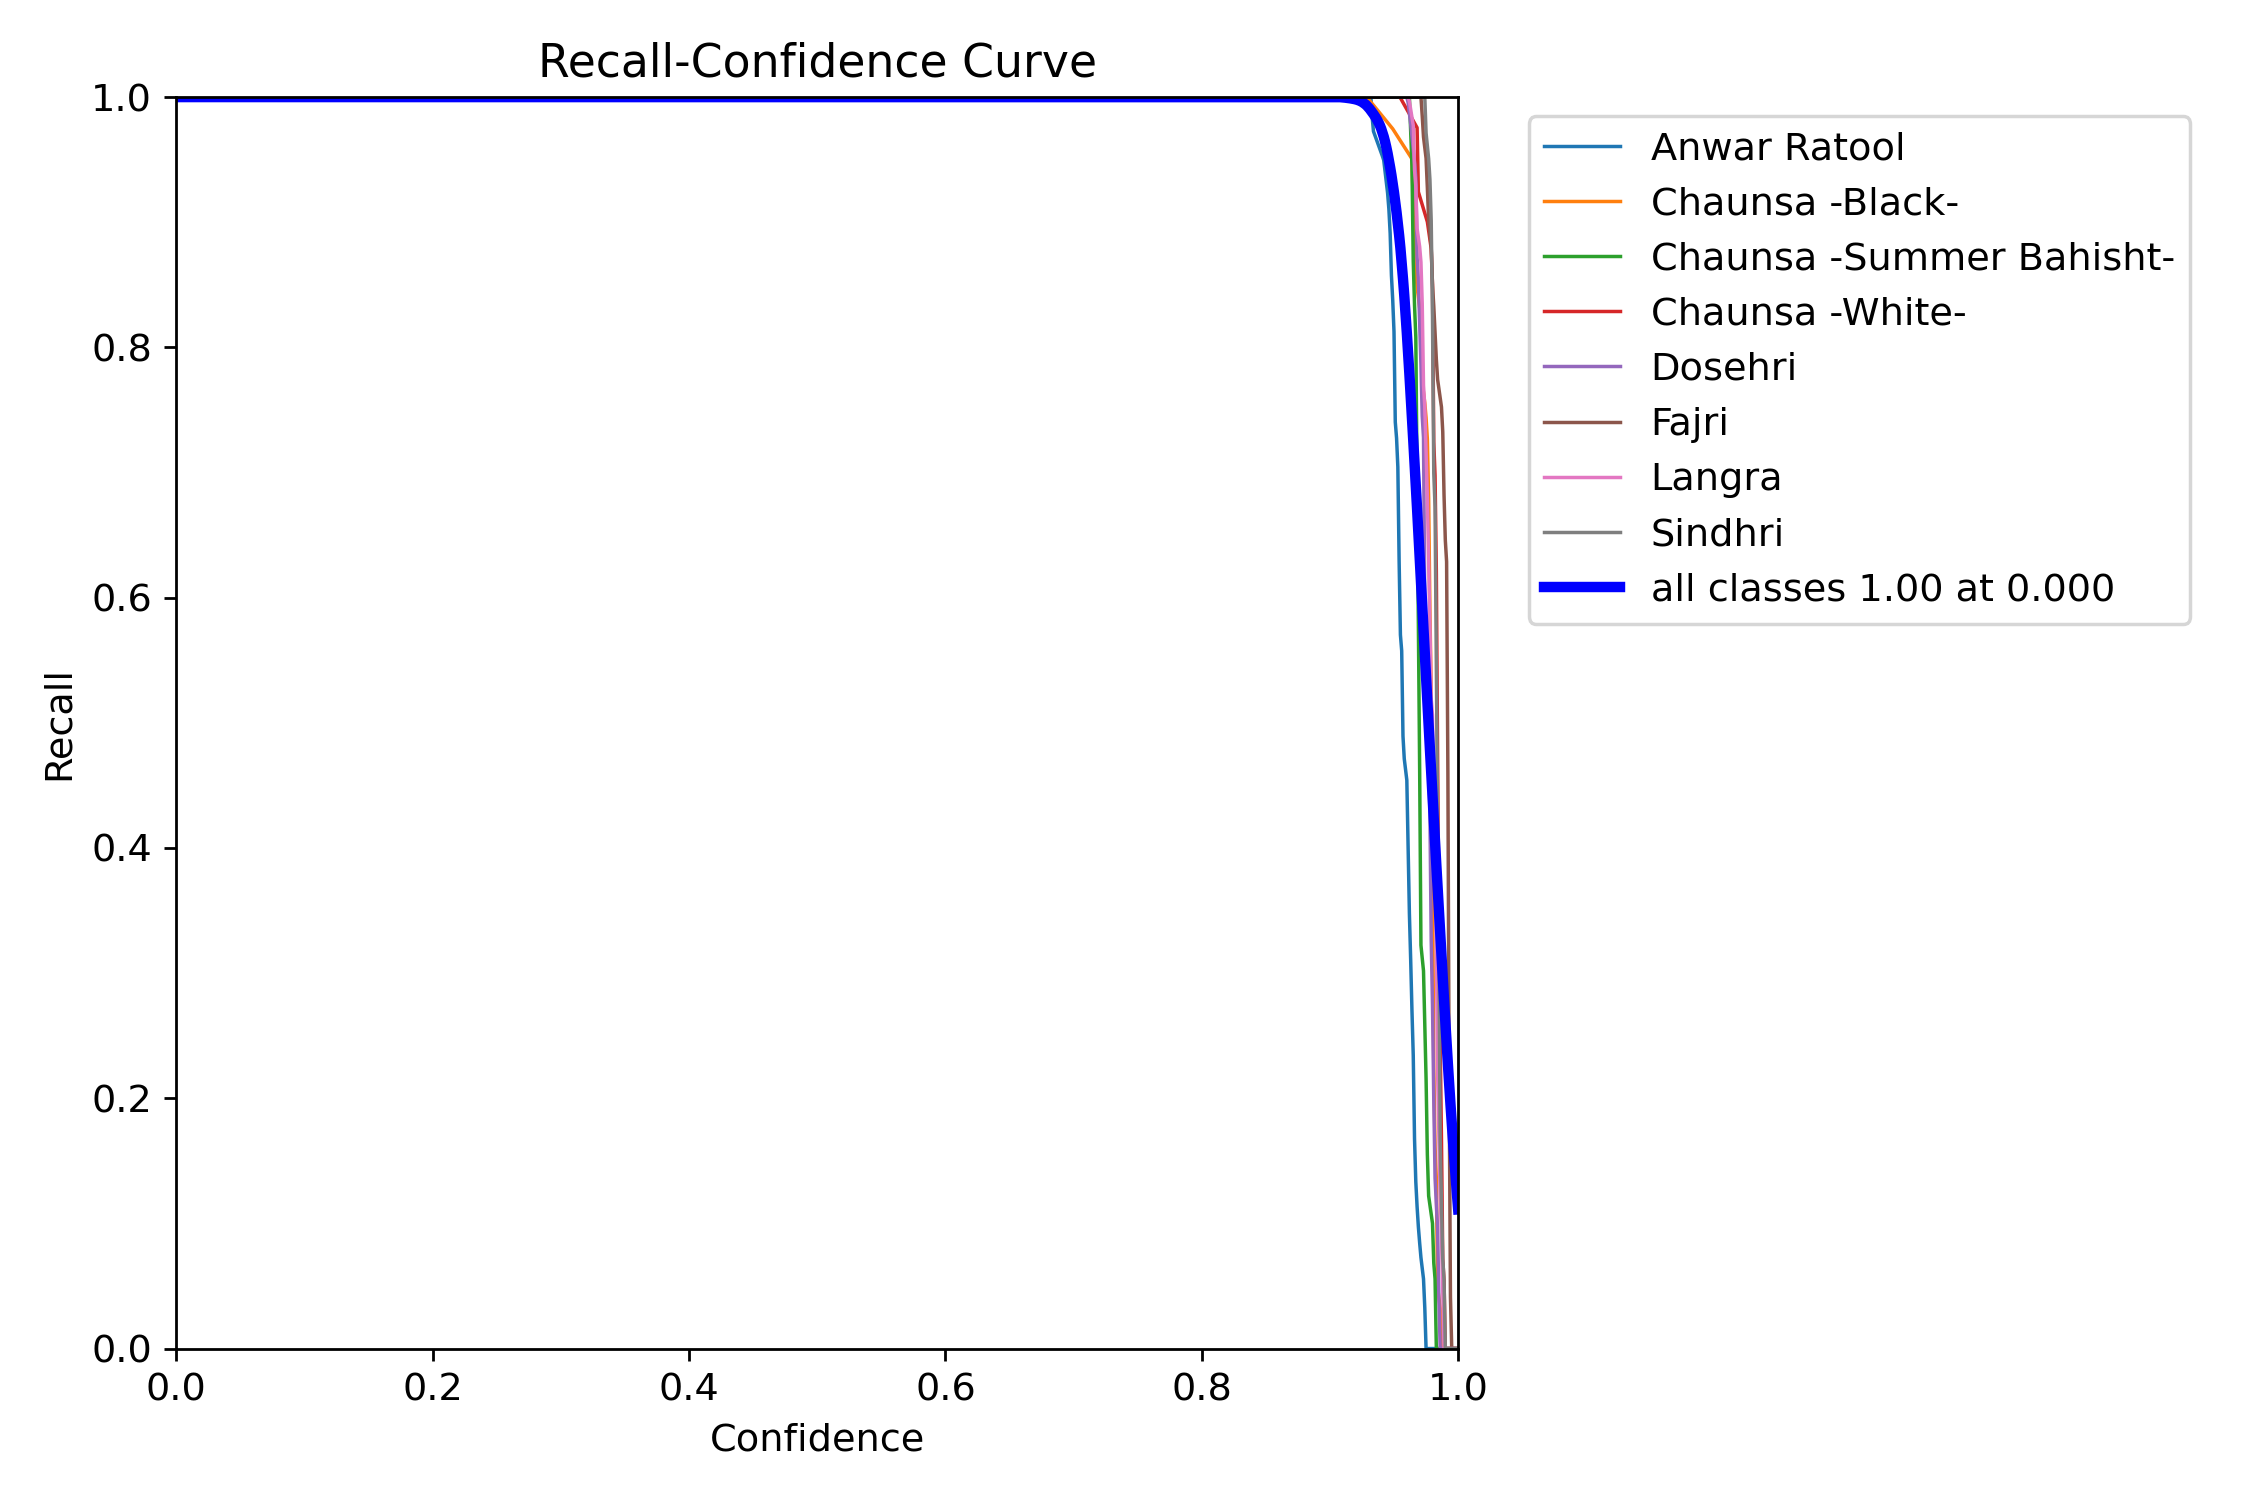 Recall-Confidence Curve
1.0
0.8
0.6
0.4
0.2
0.0
Recall
0.0 0.2 0.4 0.6 0.8 1.0
Confidence
Anwar Ratool
Chaunsa -Black-
Chaunsa -Summer Bahisht-
Chaunsa -White-
Dosehri
Fajri
Langra
Sindhri
all classes 1.00 at 0.000